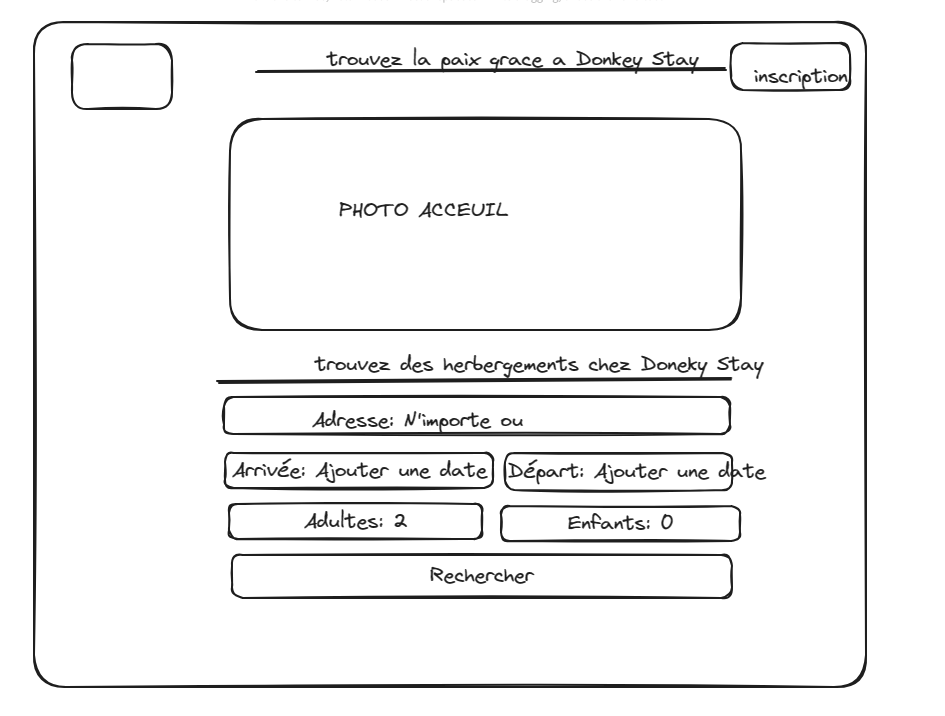 trouvez la paix grace a Donkey Stay
inscription
PHOTO ACCEUIL
trouvez des herbergements chez Doneky Stay
Adresse: N'importe ou
Arrivée: Ajouter une date
Départ: Ajouter une date
Adultes: 2
Enfants: 0
Rechercher